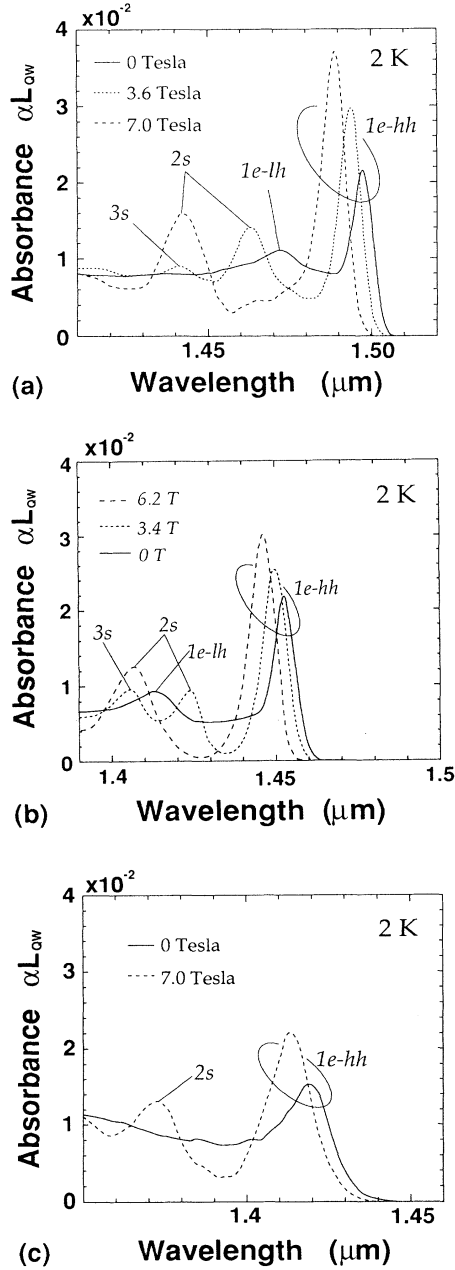 x10⁻²
4
3
2
1
0
2 K
0 Tesla
3.6 Tesla
7.0 Tesla
1e-hh
2s
1e-lh
3s
Absorbance αL_QW
1.45
1.50
(a)
Wavelength (μm)
x10⁻²
4
3
2
1
0
2 K
6.2 T
3.4 T
0 T
1e-hh
3s
2s
1e-lh
Absorbance αL_QW
1.4
1.45
1.5
(b)
Wavelength (μm)
x10⁻²
4
3
2
1
0
2 K
0 Tesla
7.0 Tesla
1e-hh
2s
Absorbance αL_QW
1.4
1.45
(c)
Wavelength (μm)